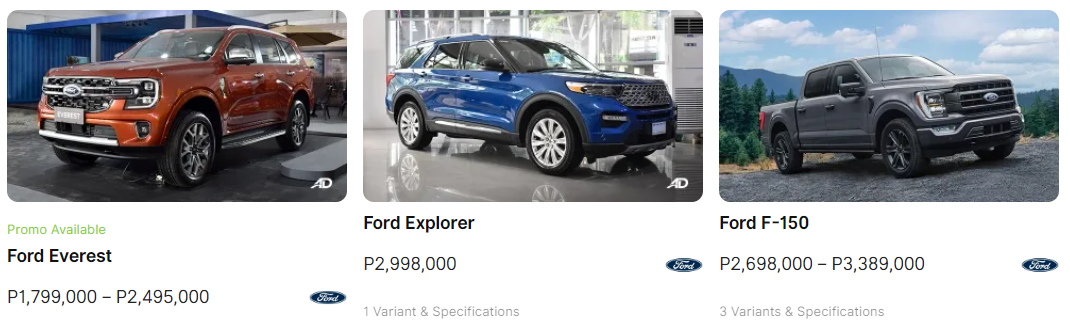 EVEREST
AD
Promo Available
Ford Everest
P1,799,000 – P2,495,000
Ford
AD
Ford Explorer
P2,998,000
Ford
1 Variant & Specifications
Ford F-150
P2,698,000 – P3,389,000
Ford
3 Variants & Specifications